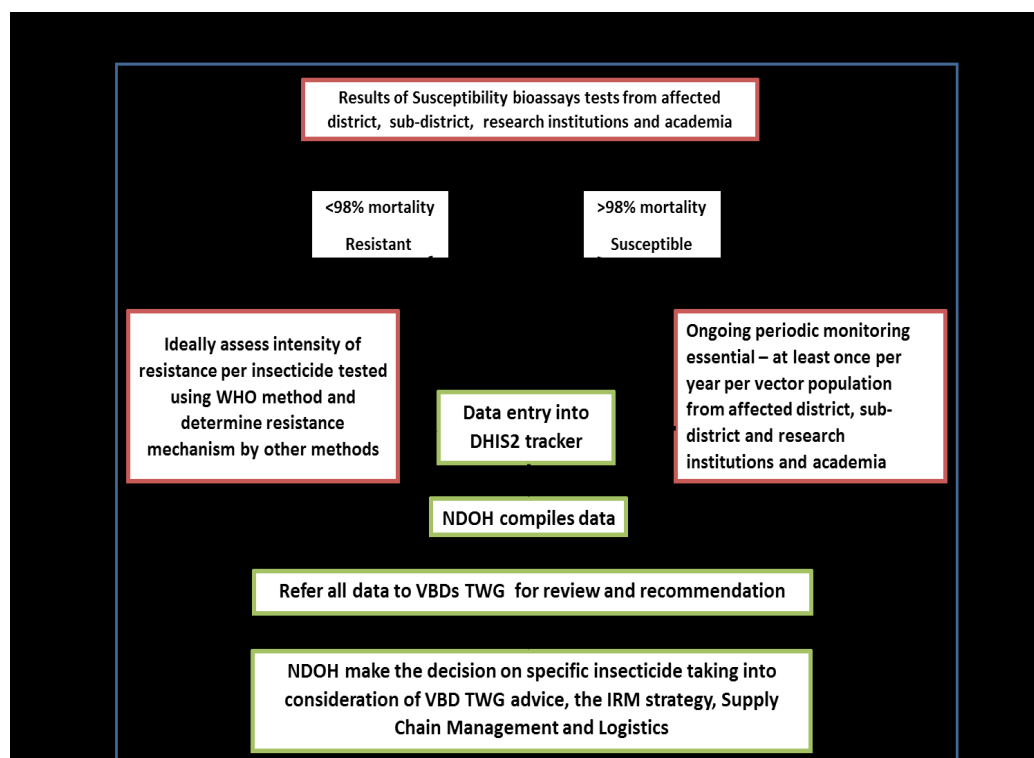 Results of Susceptibility bioassays tests from affected
district, sub-district, research institutions and academia
<98% mortality
Resistant
>98% mortality
Susceptible
Ideally assess intensity of
resistance per insecticide tested
using WHO method and
determine resistance
mechanism by other methods
Data entry into
DHIS2 tracker
Ongoing periodic monitoring
essential – at least once per
year per vector population
from affected district, sub-
district and research
institutions and academia
NDOH compiles data
Refer all data to VBDs TWG for review and recommendation
NDOH make the decision on specific insecticide taking into
consideration of VBD TWG advice, the IRM strategy, Supply
Chain Management and Logistics